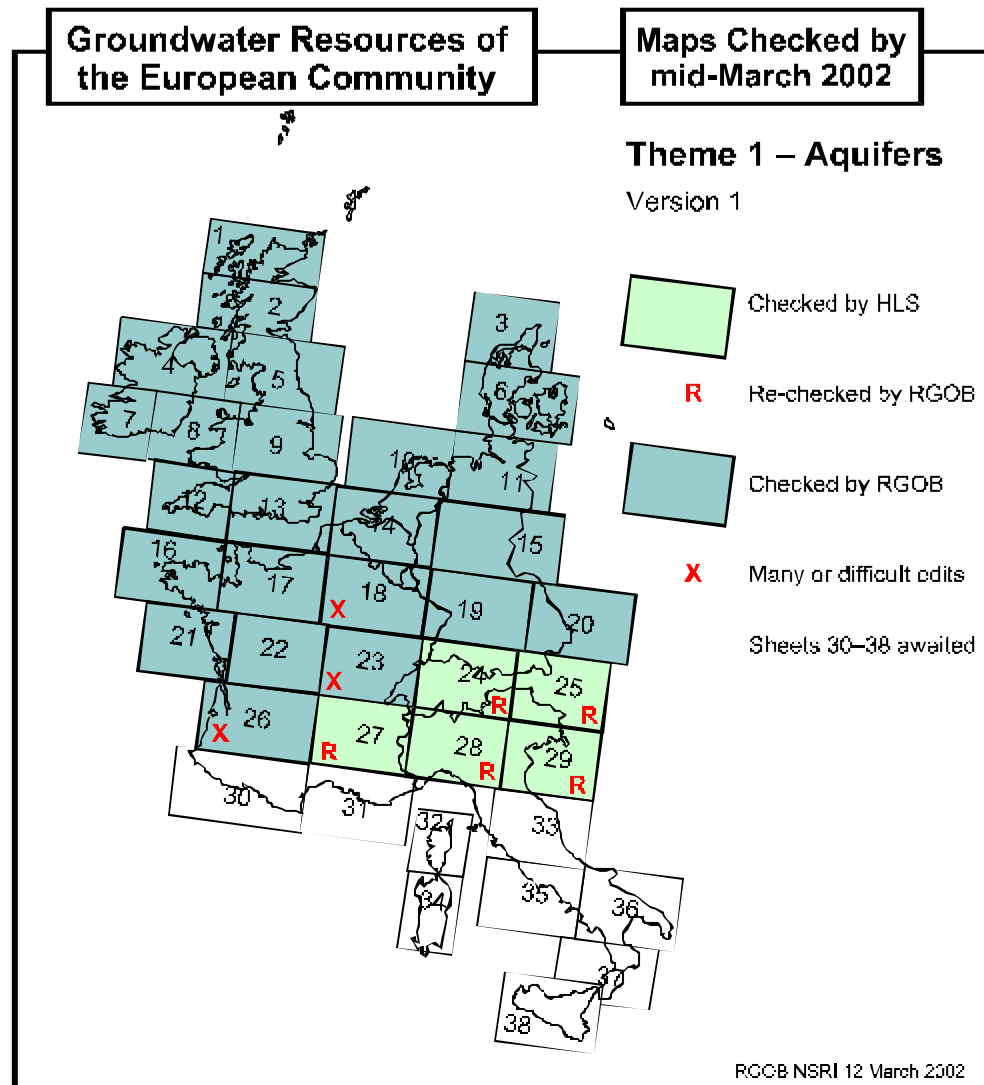 Groundwater Resources of
the European Community
Maps Checked by
mid-March 2002
Theme 1 – Aquifers
Version 1
Checked by HLS
R Re-checked by RGOB
Checked by RGOB
X Many or difficult edits
Sheets 30–38 awaited
1
2
3
4
5
6
7
8
9
10
11
12
13
14
15
16
17
18
X
19
20
21
22
23
X
24
R
25
R
26
X
27
R
28
R
29
R
30
31
32
33
34
35
36
37
38
RGOB NSRI 12 March 2002